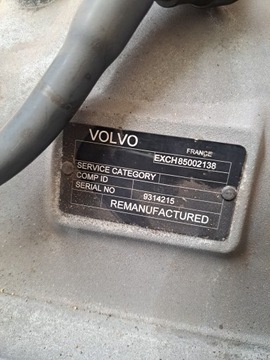 VOLVO
FRANCE
EXCH85002138
SERVICE CATEGORY
COMP ID
SERIAL NO 9314215
REMANUFACTURED